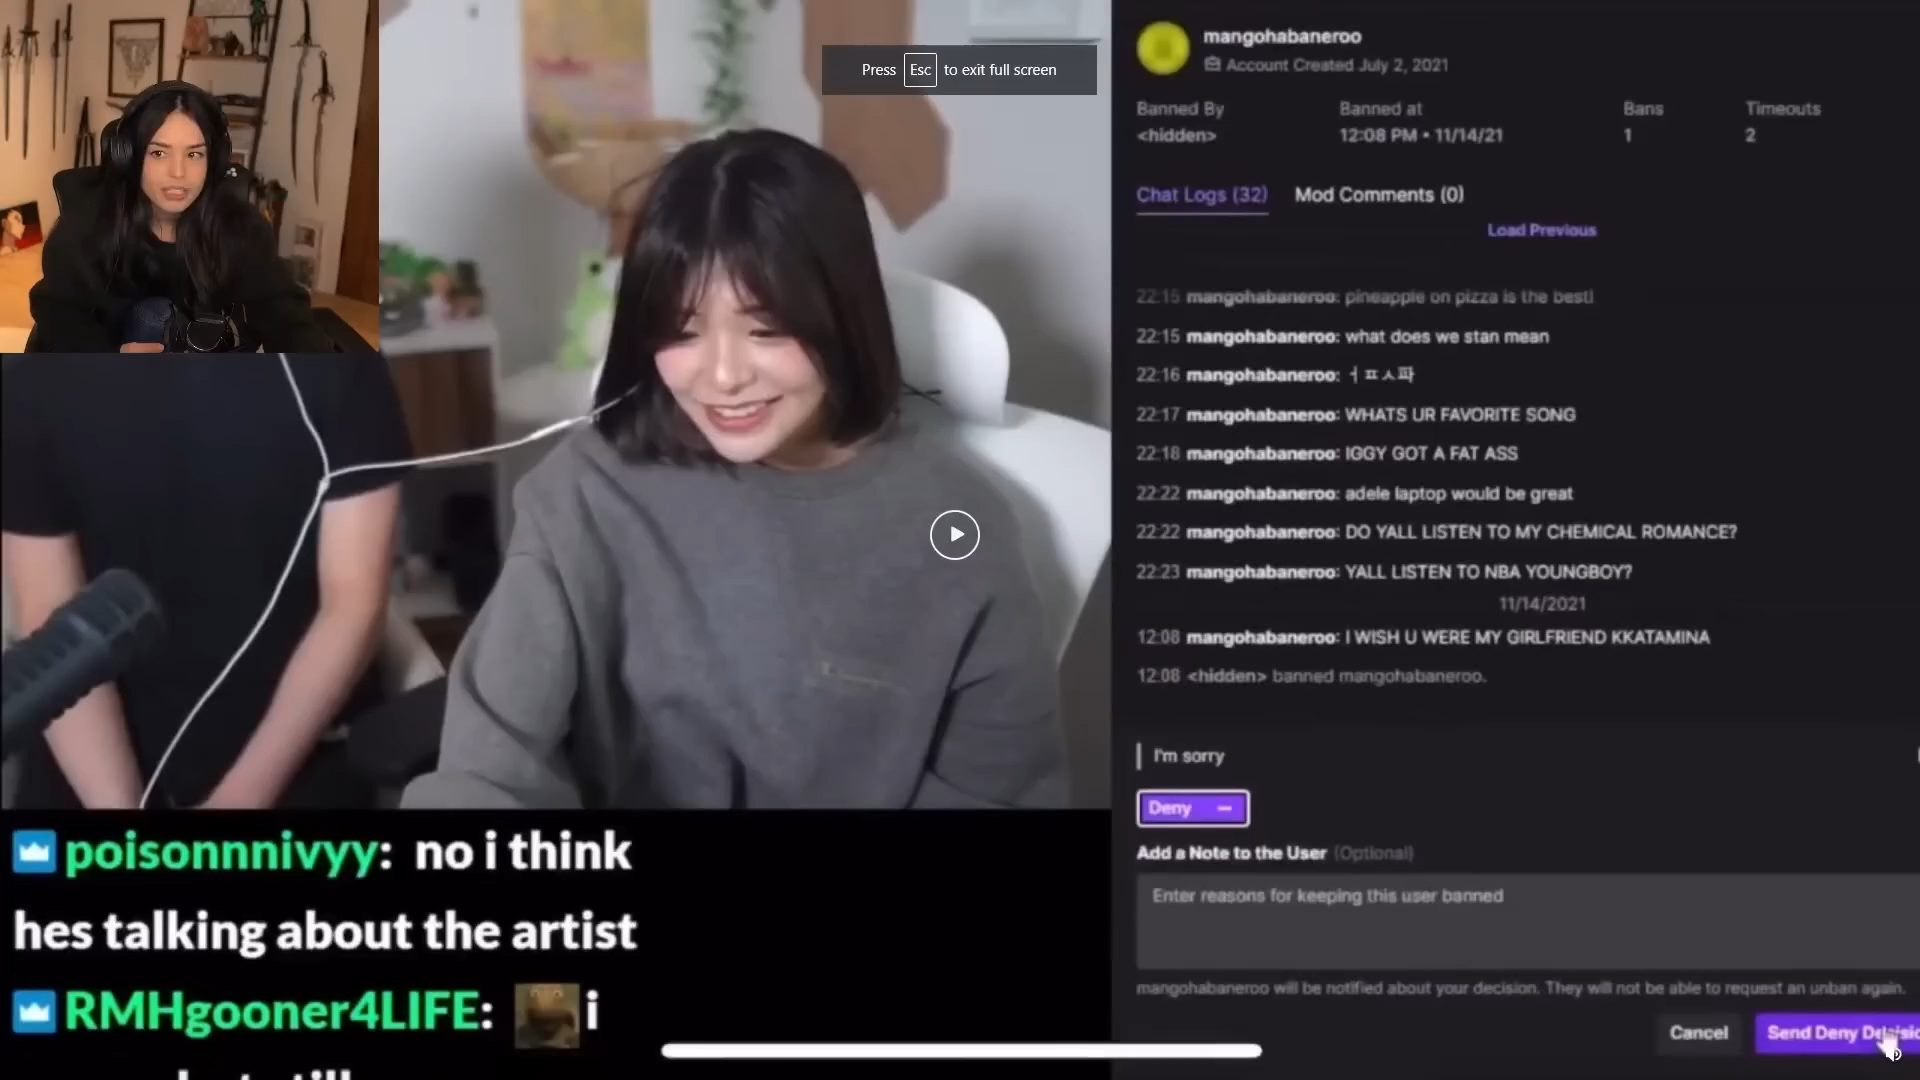 Press Esc to exit full screen
mangohabaneroo
Account Created July 2, 2021
Banned By
<hidden>
Banned at
12:08 PM • 11/14/21
Bans
1
Timeouts
2
Chat Logs (32)
Mod Comments (0)
Load Previous
22:15 mangohabaneroo: pineapple on pizza is the best!
22:15 mangohabaneroo: what does we stan mean
22:16 mangohabaneroo: ㅓㅍㅅ파
22:17 mangohabaneroo: WHATS UR FAVORITE SONG
22:18 mangohabaneroo: IGGY GOT A FAT ASS
22:22 mangohabaneroo: adele laptop would be great
22:22 mangohabaneroo: DO YALL LISTEN TO MY CHEMICAL ROMANCE?
22:23 mangohabaneroo: YALL LISTEN TO NBA YOUNGBOY?
11/14/2021
12:08 mangohabaneroo: I WISH U WERE MY GIRLFRIEND KKATAMINA
12:08 <hidden> banned mangohabaneroo.
I'm sorry
Deny
Add a Note to the User (Optional)
Enter reasons for keeping this user banned
mangohabaneroo will be notified about your decision. They will not be able to request an unban again.
Cancel
Send Deny
poisonnnivyy: no i think
hes talking about the artist
RMHgooner4LIFE: i